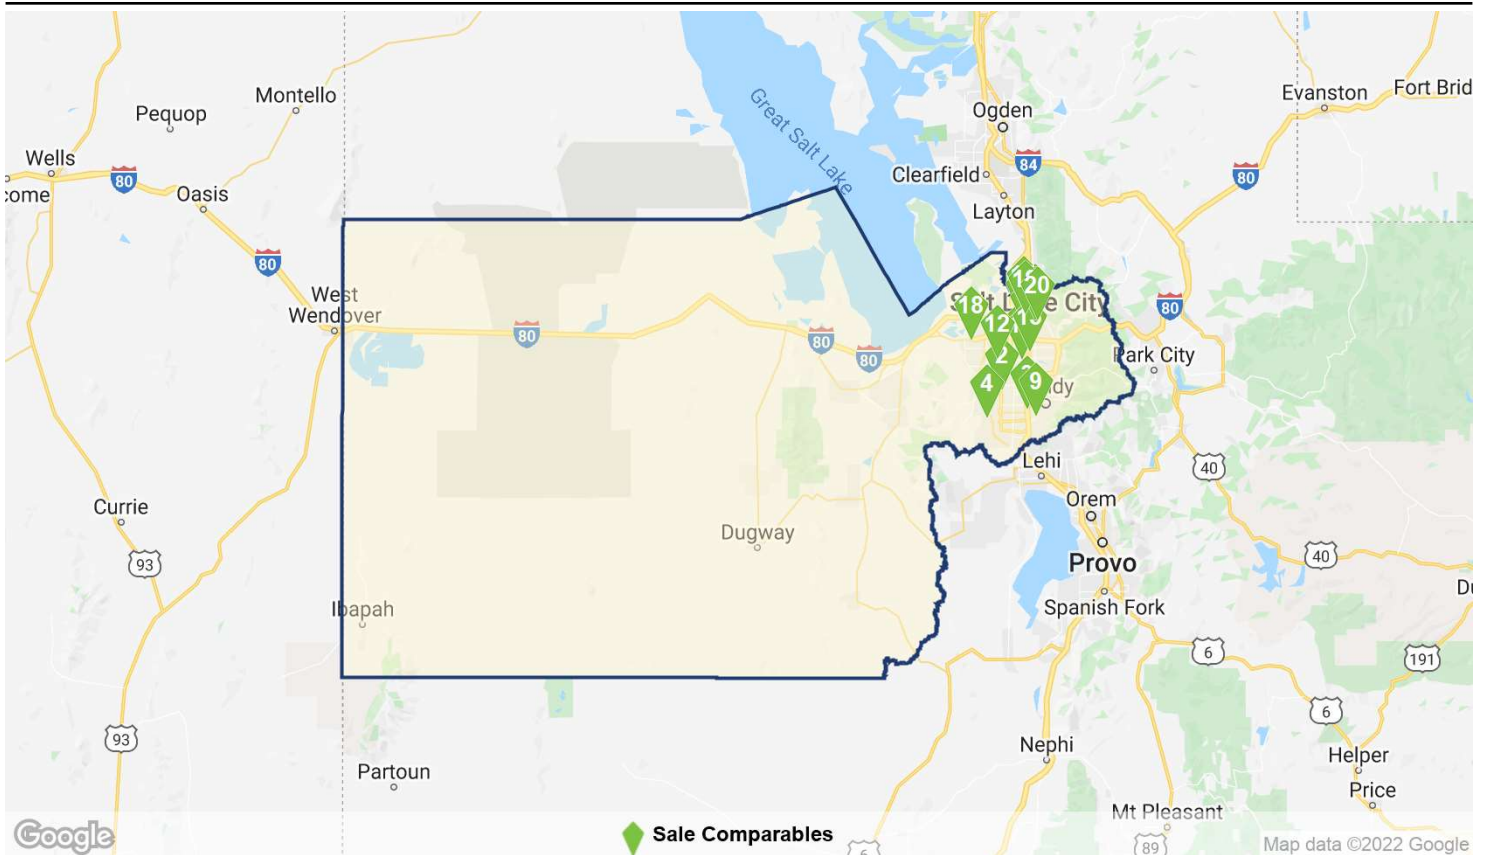 Montello
Pequop
Wells
80
come
Oasis
80
West
Wendover
80
80
80
Great Salt Lake
Ogden
84
Clearfield
Layton
Evanston
Fort Brid
80
80
Park City
20
18
12
2
4
9
Lehi
40
Orem
Provo
Spanish Fork
40
6
191
6
Currie
93
Dugway
Ibapah
93
Partoun
Nephi
Helper
Price
Mt Pleasant
89
6
Google
Sale Comparables
Map data ©2022 Google